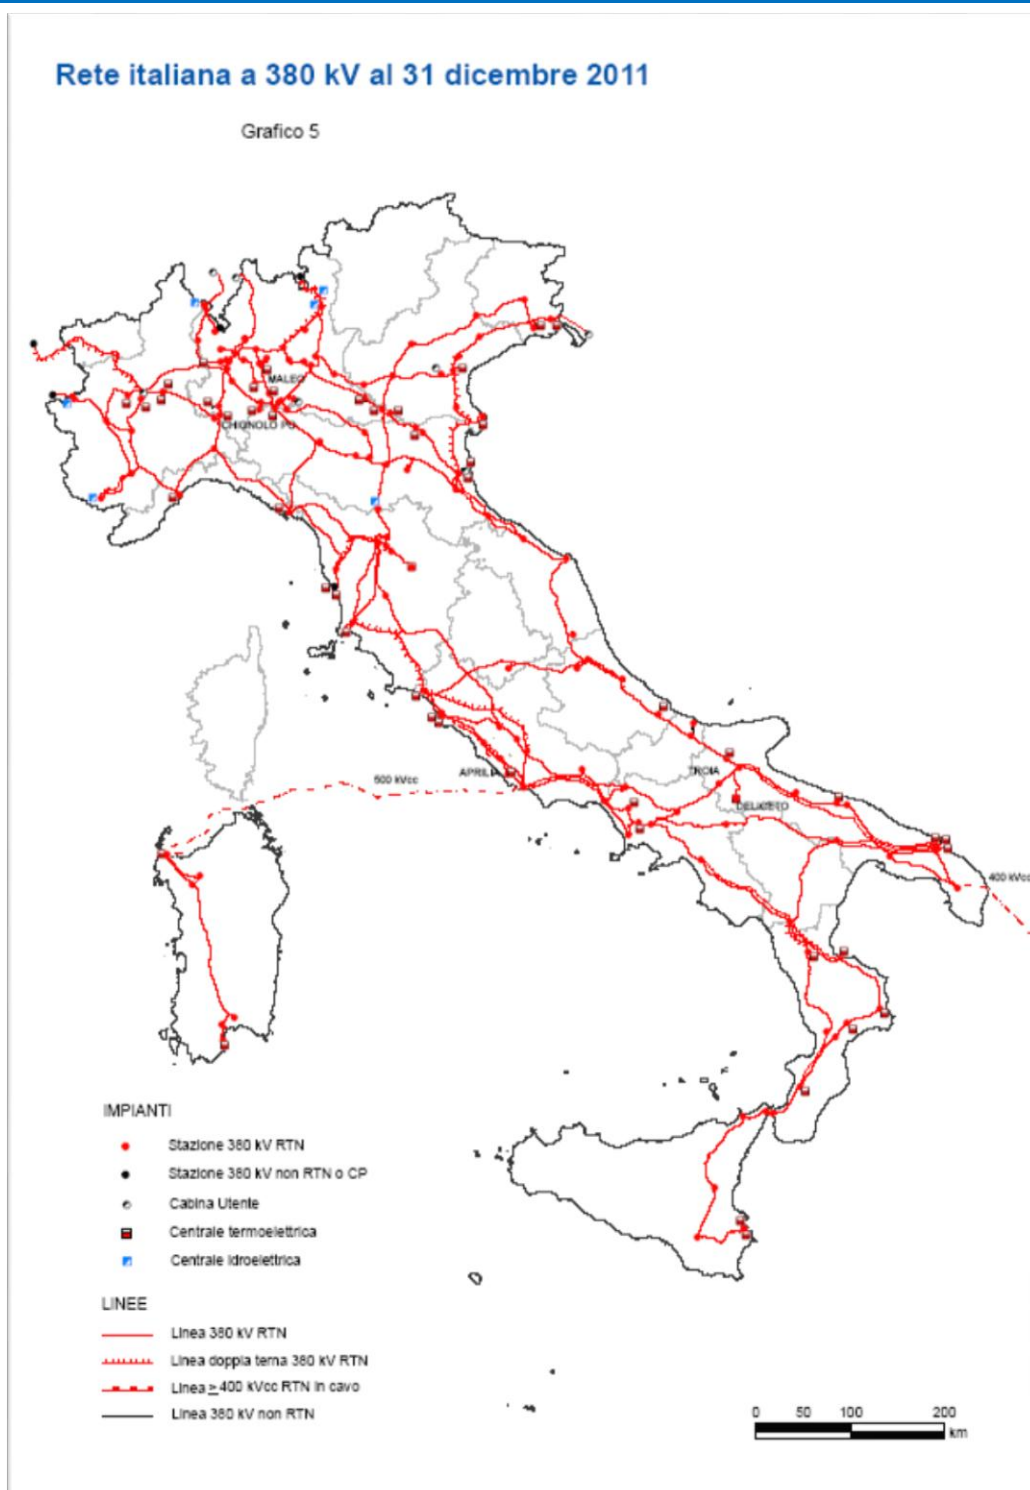 Rete italiana a 380 kV al 31 dicembre 2011
Grafico 5
MALEO
CHIGNOLO PO
500 kVcc
APRILIA
TROIA
DELICETO
400 kVcc
IMPIANTI
Stazione 380 kV RTN
Stazione 380 kV non RTN o CP
Cabina Utente
Centrale termoelettrica
Centrale idroelettrica
LINEE
Linea 380 kV RTN
Linea doppia terna 380 kV RTN
Linea ≥ 400 kVcc RTN in cavo
Linea 380 kV non RTN
0 50 100 200
km